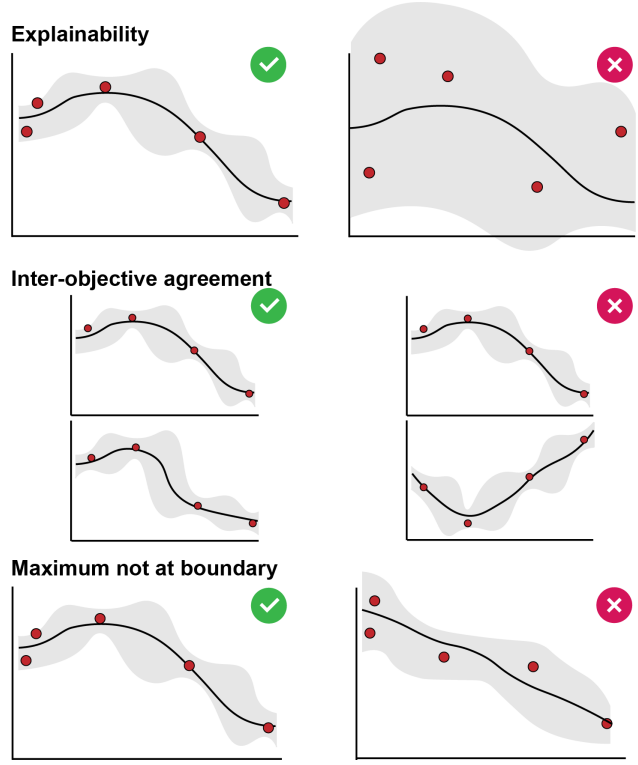 Explainability
Inter-objective agreement
Maximum not at boundary